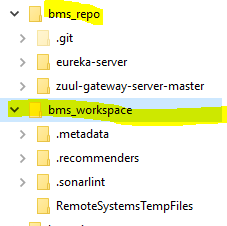 bms_repo
.git
eureka-server
zuul-gateway-server-master
bms_workspace
.metadata
.recommenders
.sonarlint
RemoteSystemsTempFiles